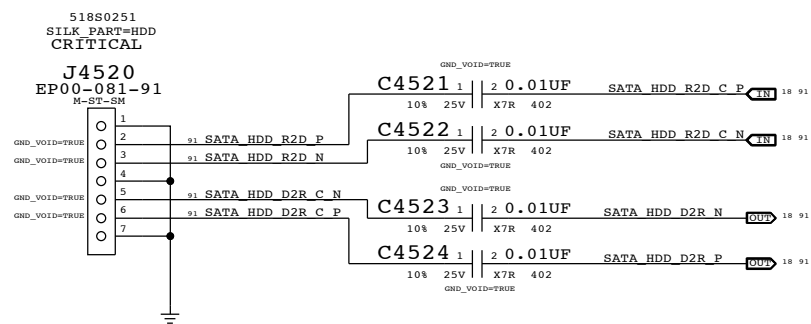 518S0251
SILK_PART=HDD
CRITICAL
J4520
EP00-081-91
M-ST-SM
1
GND_VOID=TRUE 2 91 SATA_HDD_R2D_P
GND_VOID=TRUE 3 91 SATA_HDD_R2D_N
4
GND_VOID=TRUE 5 91 SATA_HDD_D2R_C_N
GND_VOID=TRUE 6 91 SATA_HDD_D2R_C_P
7
GND_VOID=TRUE
C4521 1 2 0.01UF SATA_HDD_R2D_C_P IN 18 91
10% 25V X7R 402
C4522 1 2 0.01UF SATA_HDD_R2D_C_N IN 18 91
10% 25V X7R 402
GND_VOID=TRUE
GND_VOID=TRUE
C4523 1 2 0.01UF SATA_HDD_D2R_N OUT 18 91
10% 25V X7R 402
C4524 1 2 0.01UF SATA_HDD_D2R_P OUT 18 91
10% 25V X7R 402
GND_VOID=TRUE